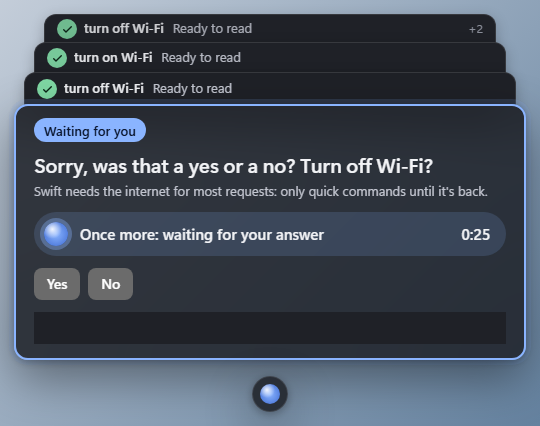 turn off Wi-Fi Ready to read +2
turn on Wi-Fi Ready to read
turn off Wi-Fi Ready to read
Waiting for you
Sorry, was that a yes or a no? Turn off Wi-Fi?
Swift needs the internet for most requests: only quick commands until it's back.
Once more: waiting for your answer 0:25
Yes No